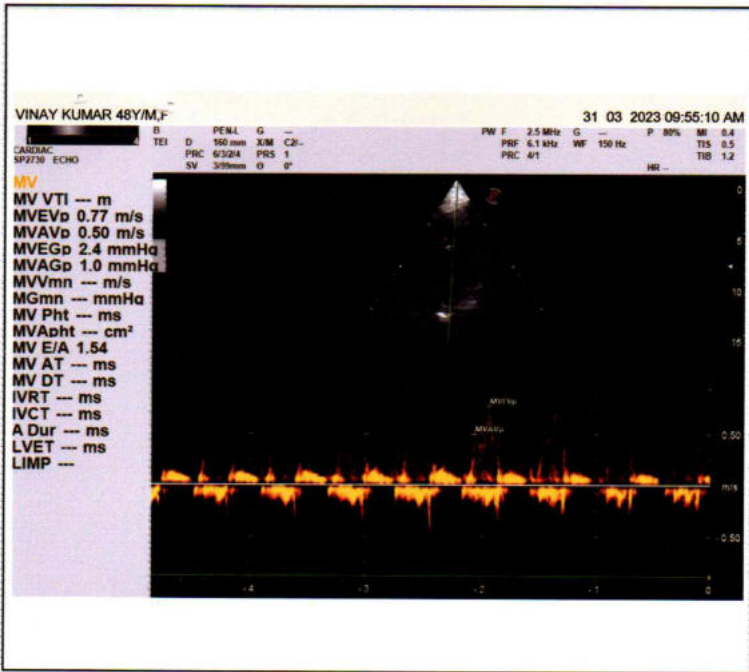 VINAY KUMAR 48Y/M,F
31 03 2023 09:55:10 AM
CARDIAC
SP2730 ECHO
B PEN-L G ---
TEI D 160 mm X/M C2/--
PRC 6/3/2/4 PRS 1
SV 3/99mm Θ 0°
PW F 2.5 MHz G --- P 80% MI 0.4
PRF 6.1 kHz WF 150 Hz TIS 0.5
PRC 4/1 TIB 1.2
HR --
MV
MV VTI --- m
MVEVp 0.77 m/s
MVAVp 0.50 m/s
MVEGp 2.4 mmHg
MVAGp 1.0 mmHg
MVVmn --- m/s
MGmn --- mmHg
MV Pht --- ms
MVApht --- cm²
MV E/A 1.54
MV AT --- ms
MV DT --- ms
IVRT --- ms
IVCT --- ms
A Dur --- ms
LVET --- ms
LIMP ---
0
5
10
15
MVEVp
MVAVp
0.50
m/s
-0.50
-4 -3 -2 -1 0